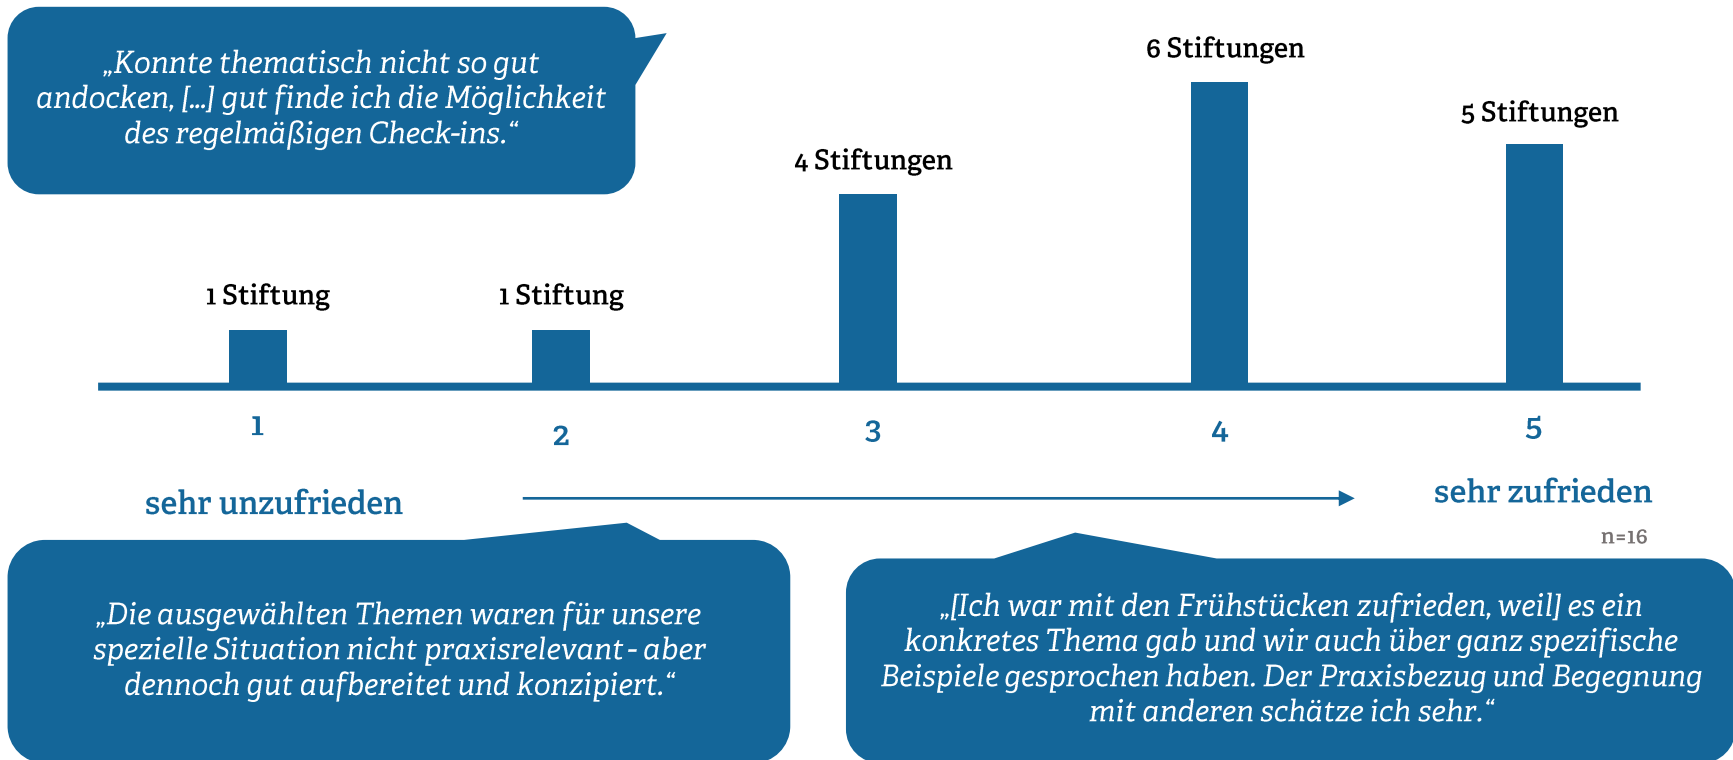 „Konnte thematisch nicht so gut
andocken, [...] gut finde ich die Möglichkeit
des regelmäßigen Check-ins.“
6 Stiftungen
5 Stiftungen
4 Stiftungen
1 Stiftung
1 Stiftung
1
2
3
4
5
sehr unzufrieden
sehr zufrieden
n=16
„Die ausgewählten Themen waren für unsere
spezielle Situation nicht praxisrelevant - aber
dennoch gut aufbereitet und konzipiert.“
„[Ich war mit den Frühstücken zufrieden, weil] es ein
konkretes Thema gab und wir auch über ganz spezifische
Beispiele gesprochen haben. Der Praxisbezug und Begegnung
mit anderen schätze ich sehr.“